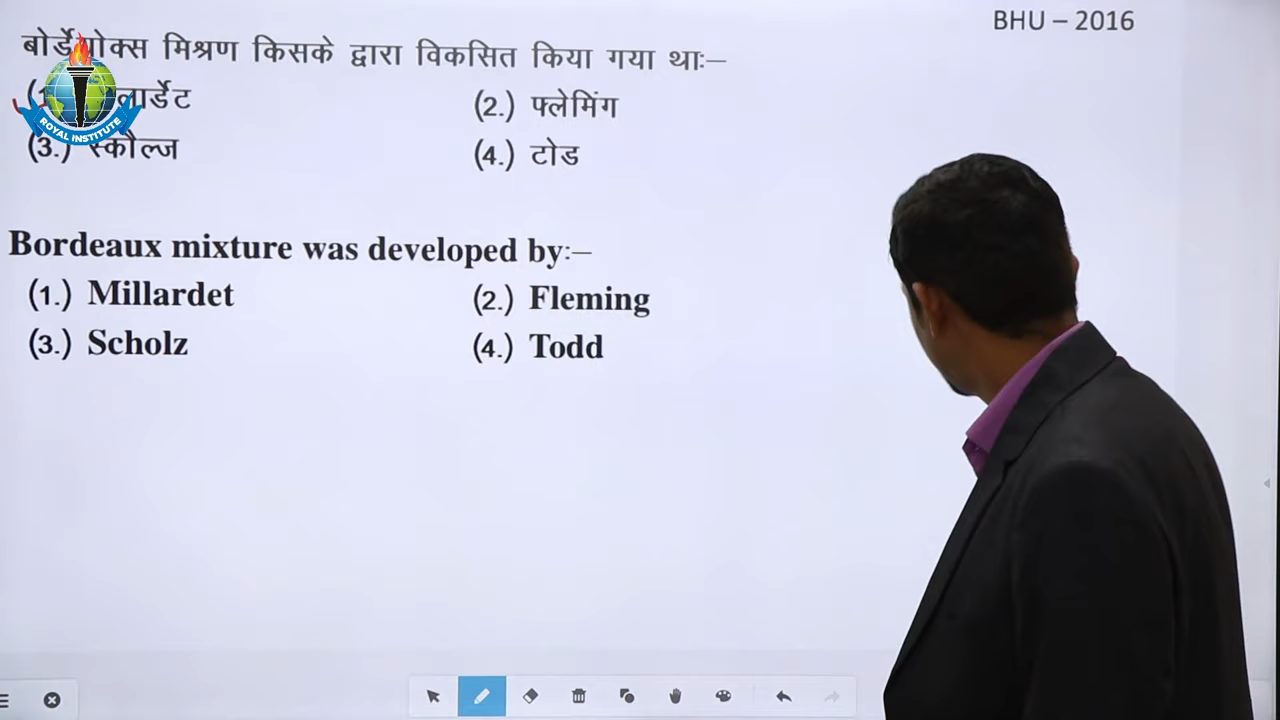 BHU – 2016
मिश्रण किसके द्वारा विकसित किया गया थाः–
(2.) फ्लेमिंग
(3.) स्कौल्ज
(4.) टोड
ROYAL INSTITUTE
Bordeaux mixture was developed by:–
(1.) Millardet
(2.) Fleming
(3.) Scholz
(4.) Todd